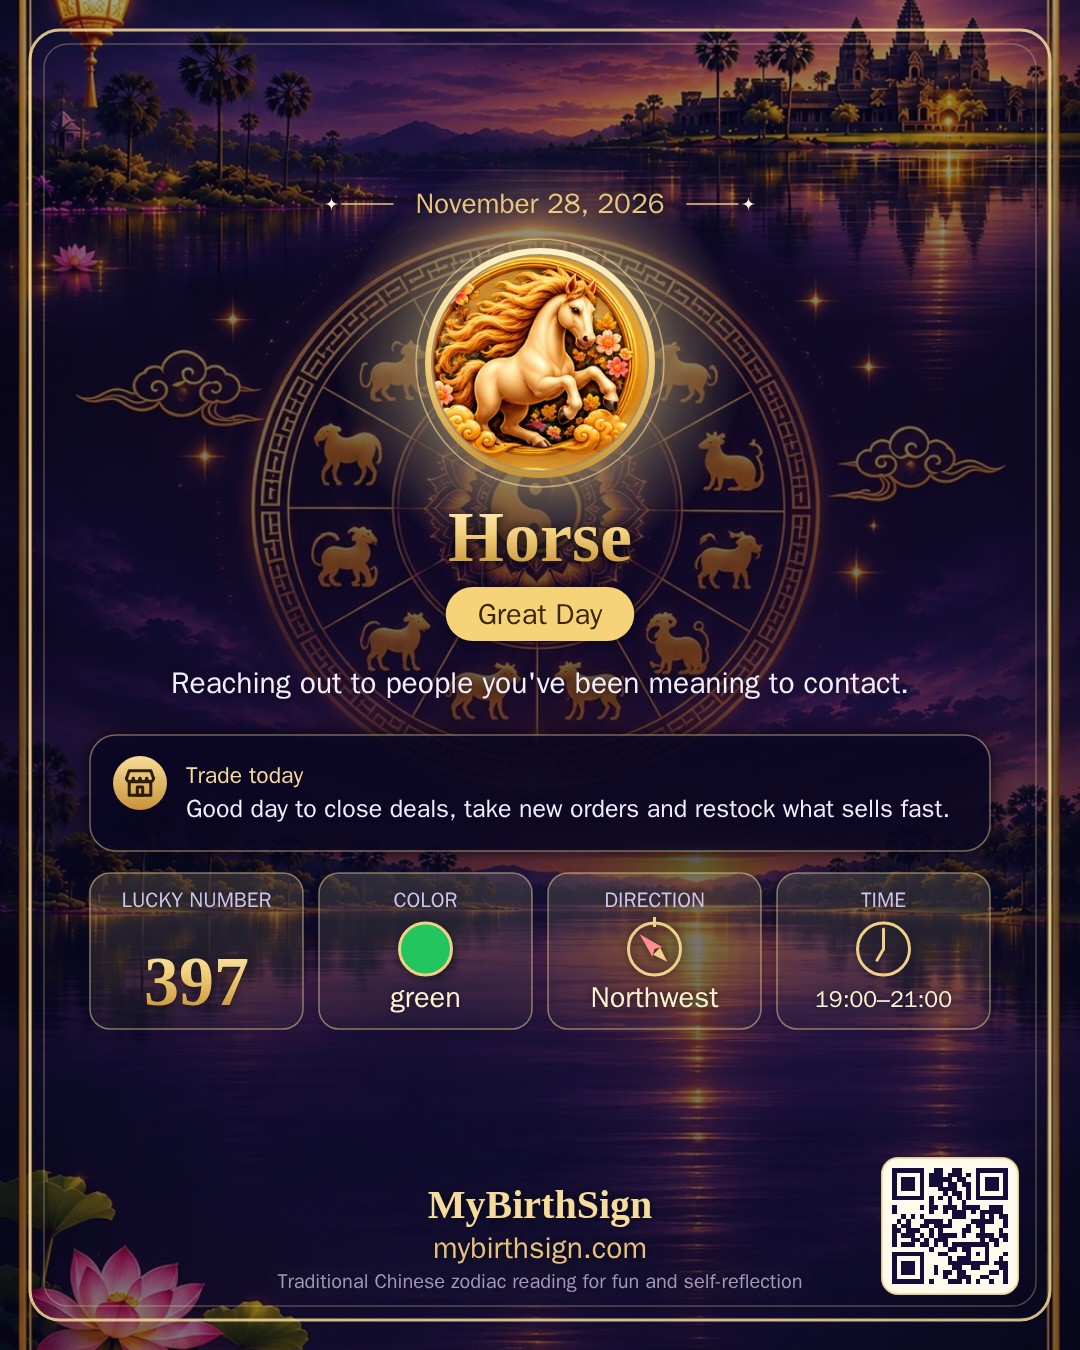 November 28, 2026
Horse
Great Day
Reaching out to people you've been meaning to contact.
Trade today
Good day to close deals, take new orders and restock what sells fast.
LUCKY NUMBER
397
COLOR
green
DIRECTION
Northwest
TIME
19:00–21:00
MyBirthSign
mybirthsign.com
Traditional Chinese zodiac reading for fun and self-reflection